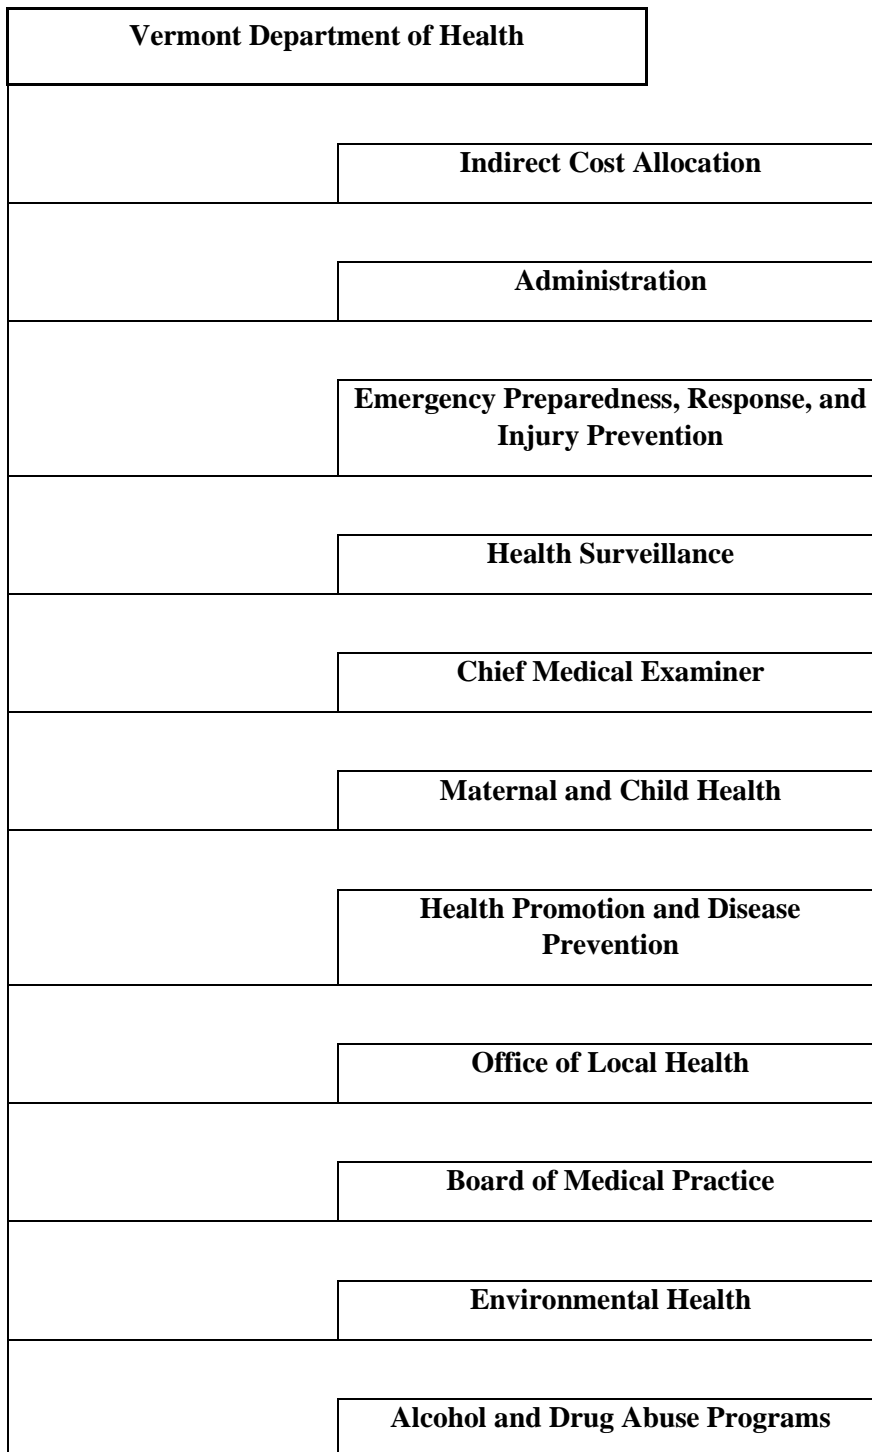 Vermont Department of Health
Indirect Cost Allocation
Administration
Emergency Preparedness, Response, and
Injury Prevention
Health Surveillance
Chief Medical Examiner
Maternal and Child Health
Health Promotion and Disease
Prevention
Office of Local Health
Board of Medical Practice
Environmental Health
Alcohol and Drug Abuse Programs